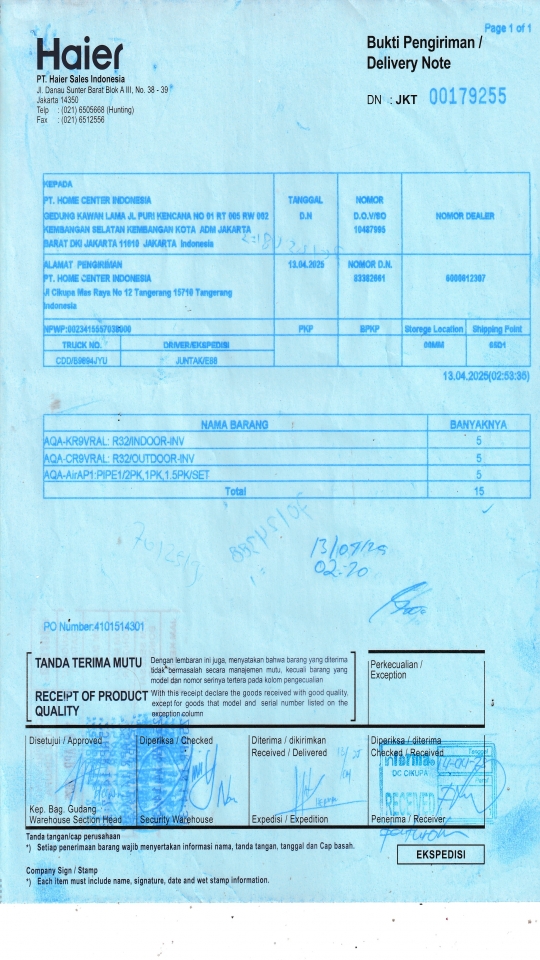 Page 1 of 1
Haier
PT. Haier Sales Indonesia
Jl. Danau Sunter Barat Blok A III, No. 38 - 39
Jakarta 14350
Telp : (021) 6505668 (Hunting)
Fax : (021) 6512556
Bukti Pengiriman /
Delivery Note
DN : JKT 00179255
KEPADA
PT. HOME CENTER INDONESIA
GEDUNG KAWAN LAMA JL PURI KENCANA NO 01 RT 005 RW 002
KEMBANGAN SELATAN KEMBANGAN KOTA ADM JAKARTA
BARAT DKI JAKARTA 11610 JAKARTA Indonesia
TANGGAL
D.N
NOMOR
D.O.V/SO
10487995
NOMOR DEALER
ALAMAT PENGIRIMAN
PT. HOME CENTER INDONESIA
Jl Cikupa Mas Raya No 12 Tangerang 15710 Tangerang
Indonesia
13.04.2025
NOMOR D.N.
PKP
BPKP
Storege Location
Shipping Point
TRUCK NO.
DRIVER/EKSPEDISI
JUNTAK/E88
13.04.2025(02:53:35)
NAMA BARANG BANYAKNYA
AQA-KR9VRAL: R32/INDOOR-INV 5
AQA-CR9VRAL: R32/OUTDOOR-INV 5
AQA-AirAP1:PIPE1/2PK,1PK,1.5PK/SET 5
Total 15
02:20
PO Number:4101514301
TANDA TERIMA MUTU
Dengan lembaran ini juga, menyatakan bahwa barang yang diterima
tidak bermasalah secara manajemen mutu, kecuali barang yang
model dan nomor serinya tertera pada kolom pengecualian
RECEIPT OF PRODUCT
QUALITY
With this receipt declare the goods received with good quality,
except for goods that model and serial number listed on the
exception column
Perkecualian /
Exception
Disetujui / Approved
Diperiksa / Checked
Diterima / dikirimkan
Received / Delivered
Diperiksa / diterima
Checked / Received
informa
DC CIKUPA
Tanggal
RECEIVED
Kep. Bag. Gudang
Warehouse Section Head
Security Warehouse
Expedisi / Expedition
Penerima / Receiver
Tanda tangan/cap perusahaan
*) Setiap penerimaan barang wajib menyertakan informasi nama, tanda tangan, tanggal dan Cap basah.
EKSPEDISI
Company Sign / Stamp
*) Each item must include name, signature, date and wet stamp information.